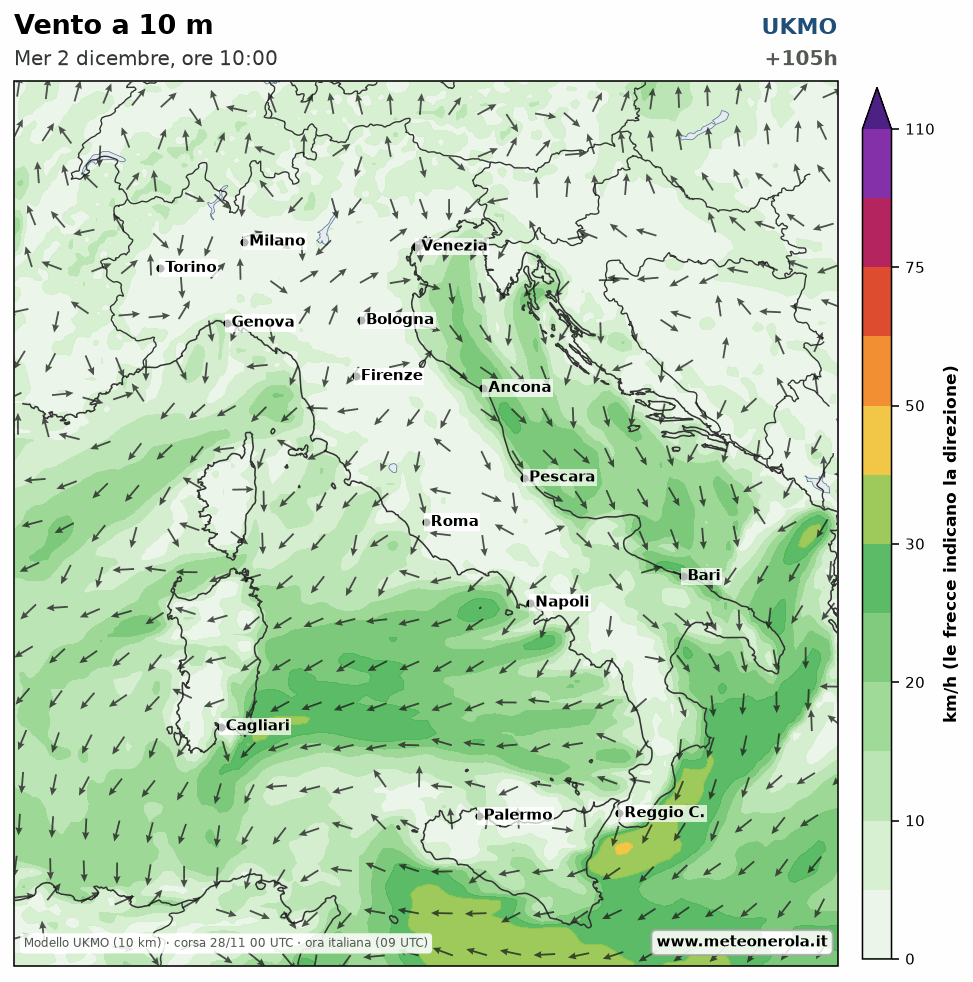 Vento a 10 m
UKMO
Mer 2 dicembre, ore 10:00
+105h
Milano
Venezia
Torino
Genova
Bologna
Firenze
Ancona
Pescara
Roma
Bari
Napoli
Cagliari
Palermo
Reggio C.
Modello UKMO (10 km) · corsa 28/11 00 UTC · ora italiana (09 UTC)
www.meteonerola.it
110
75
50
30
20
10
0
km/h (le frecce indicano la direzione)